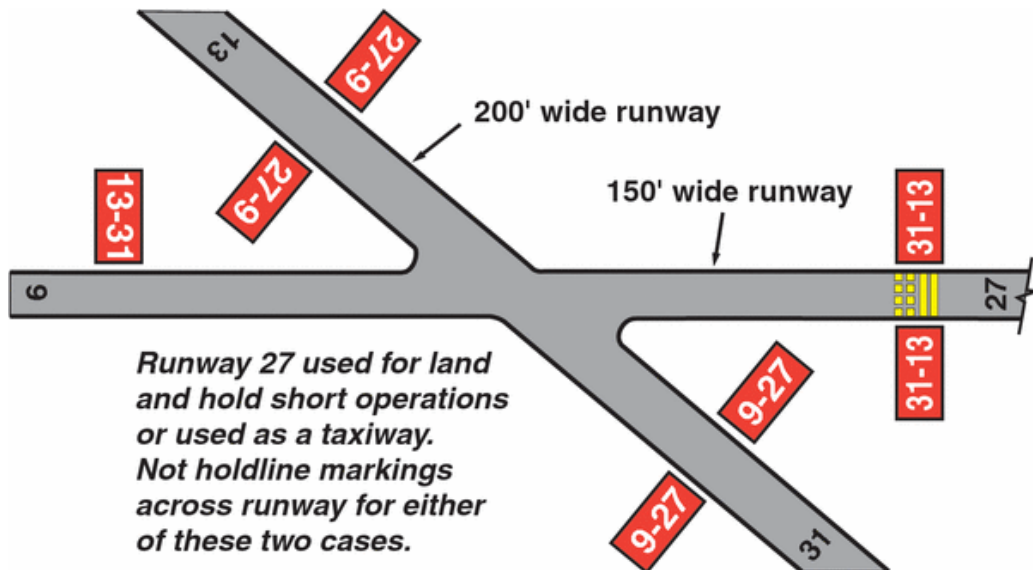 13
27-9
200' wide runway
27-9
13-31
150' wide runway
31-13
9
27
31-13
Runway 27 used for land
and hold short operations
or used as a taxiway.
Not holdline markings
across runway for either
of these two cases.
9-27
9-27
31